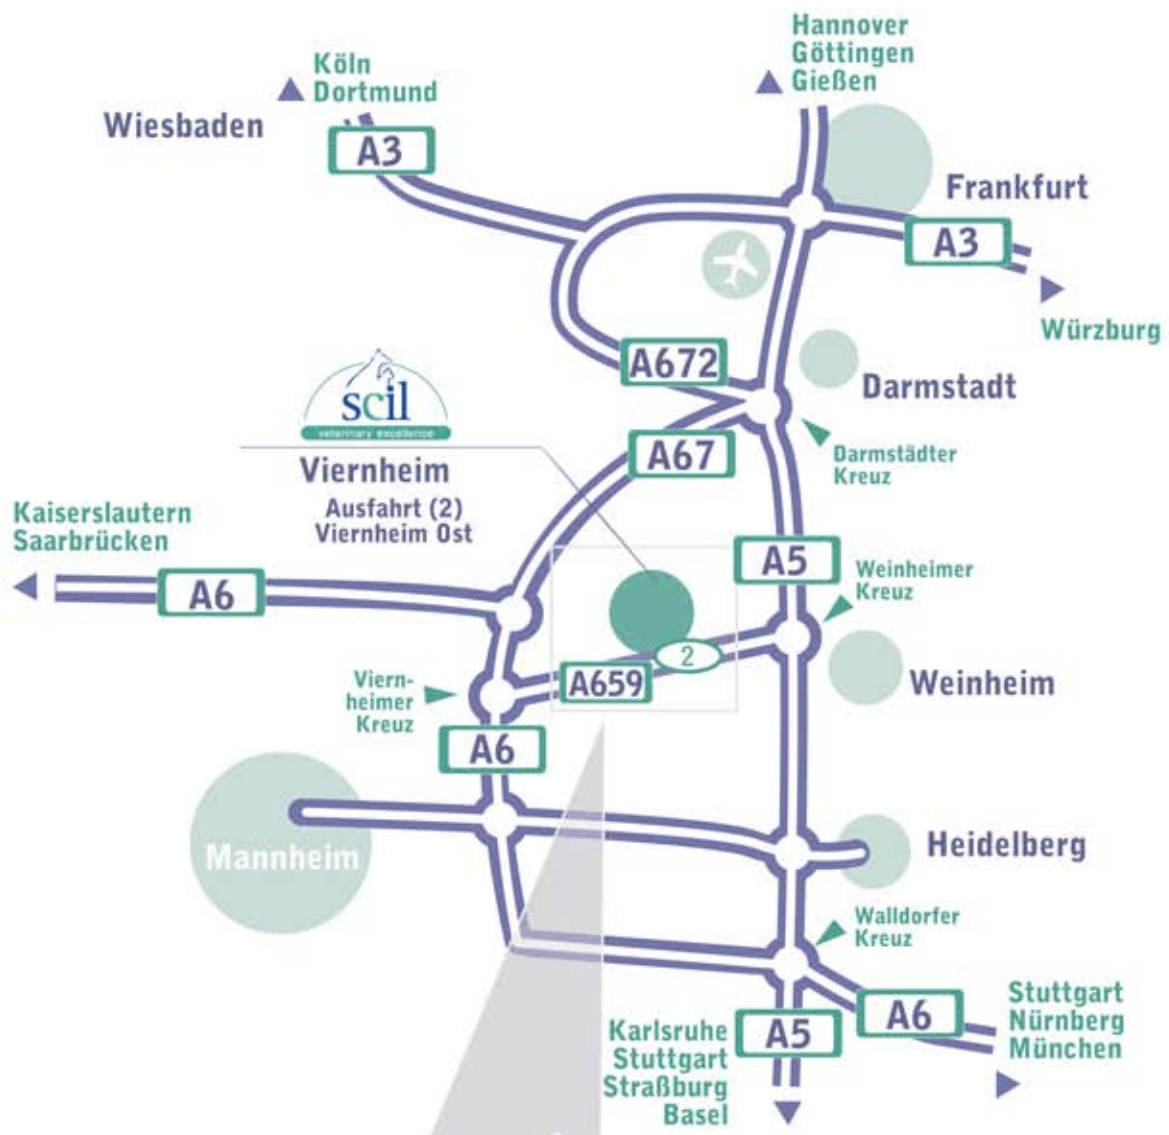 Hannover
Göttingen
Gießen
Köln
Dortmund
Wiesbaden
A3
Frankfurt
A3
Würzburg
A672
Darmstadt
scil
veterinary excellence
A67
Darmstädter
Kreuz
Viernheim
Ausfahrt (2)
Viernheim Ost
Kaiserslautern
Saarbrücken
A5
Weinheimer
Kreuz
A6
2
A659
Weinheim
Viern-
heimer
Kreuz
A6
Mannheim
Heidelberg
Walldorfer
Kreuz
A6
Stuttgart
Nürnberg
München
A5
Karlsruhe
Stuttgart
Straßburg
Basel